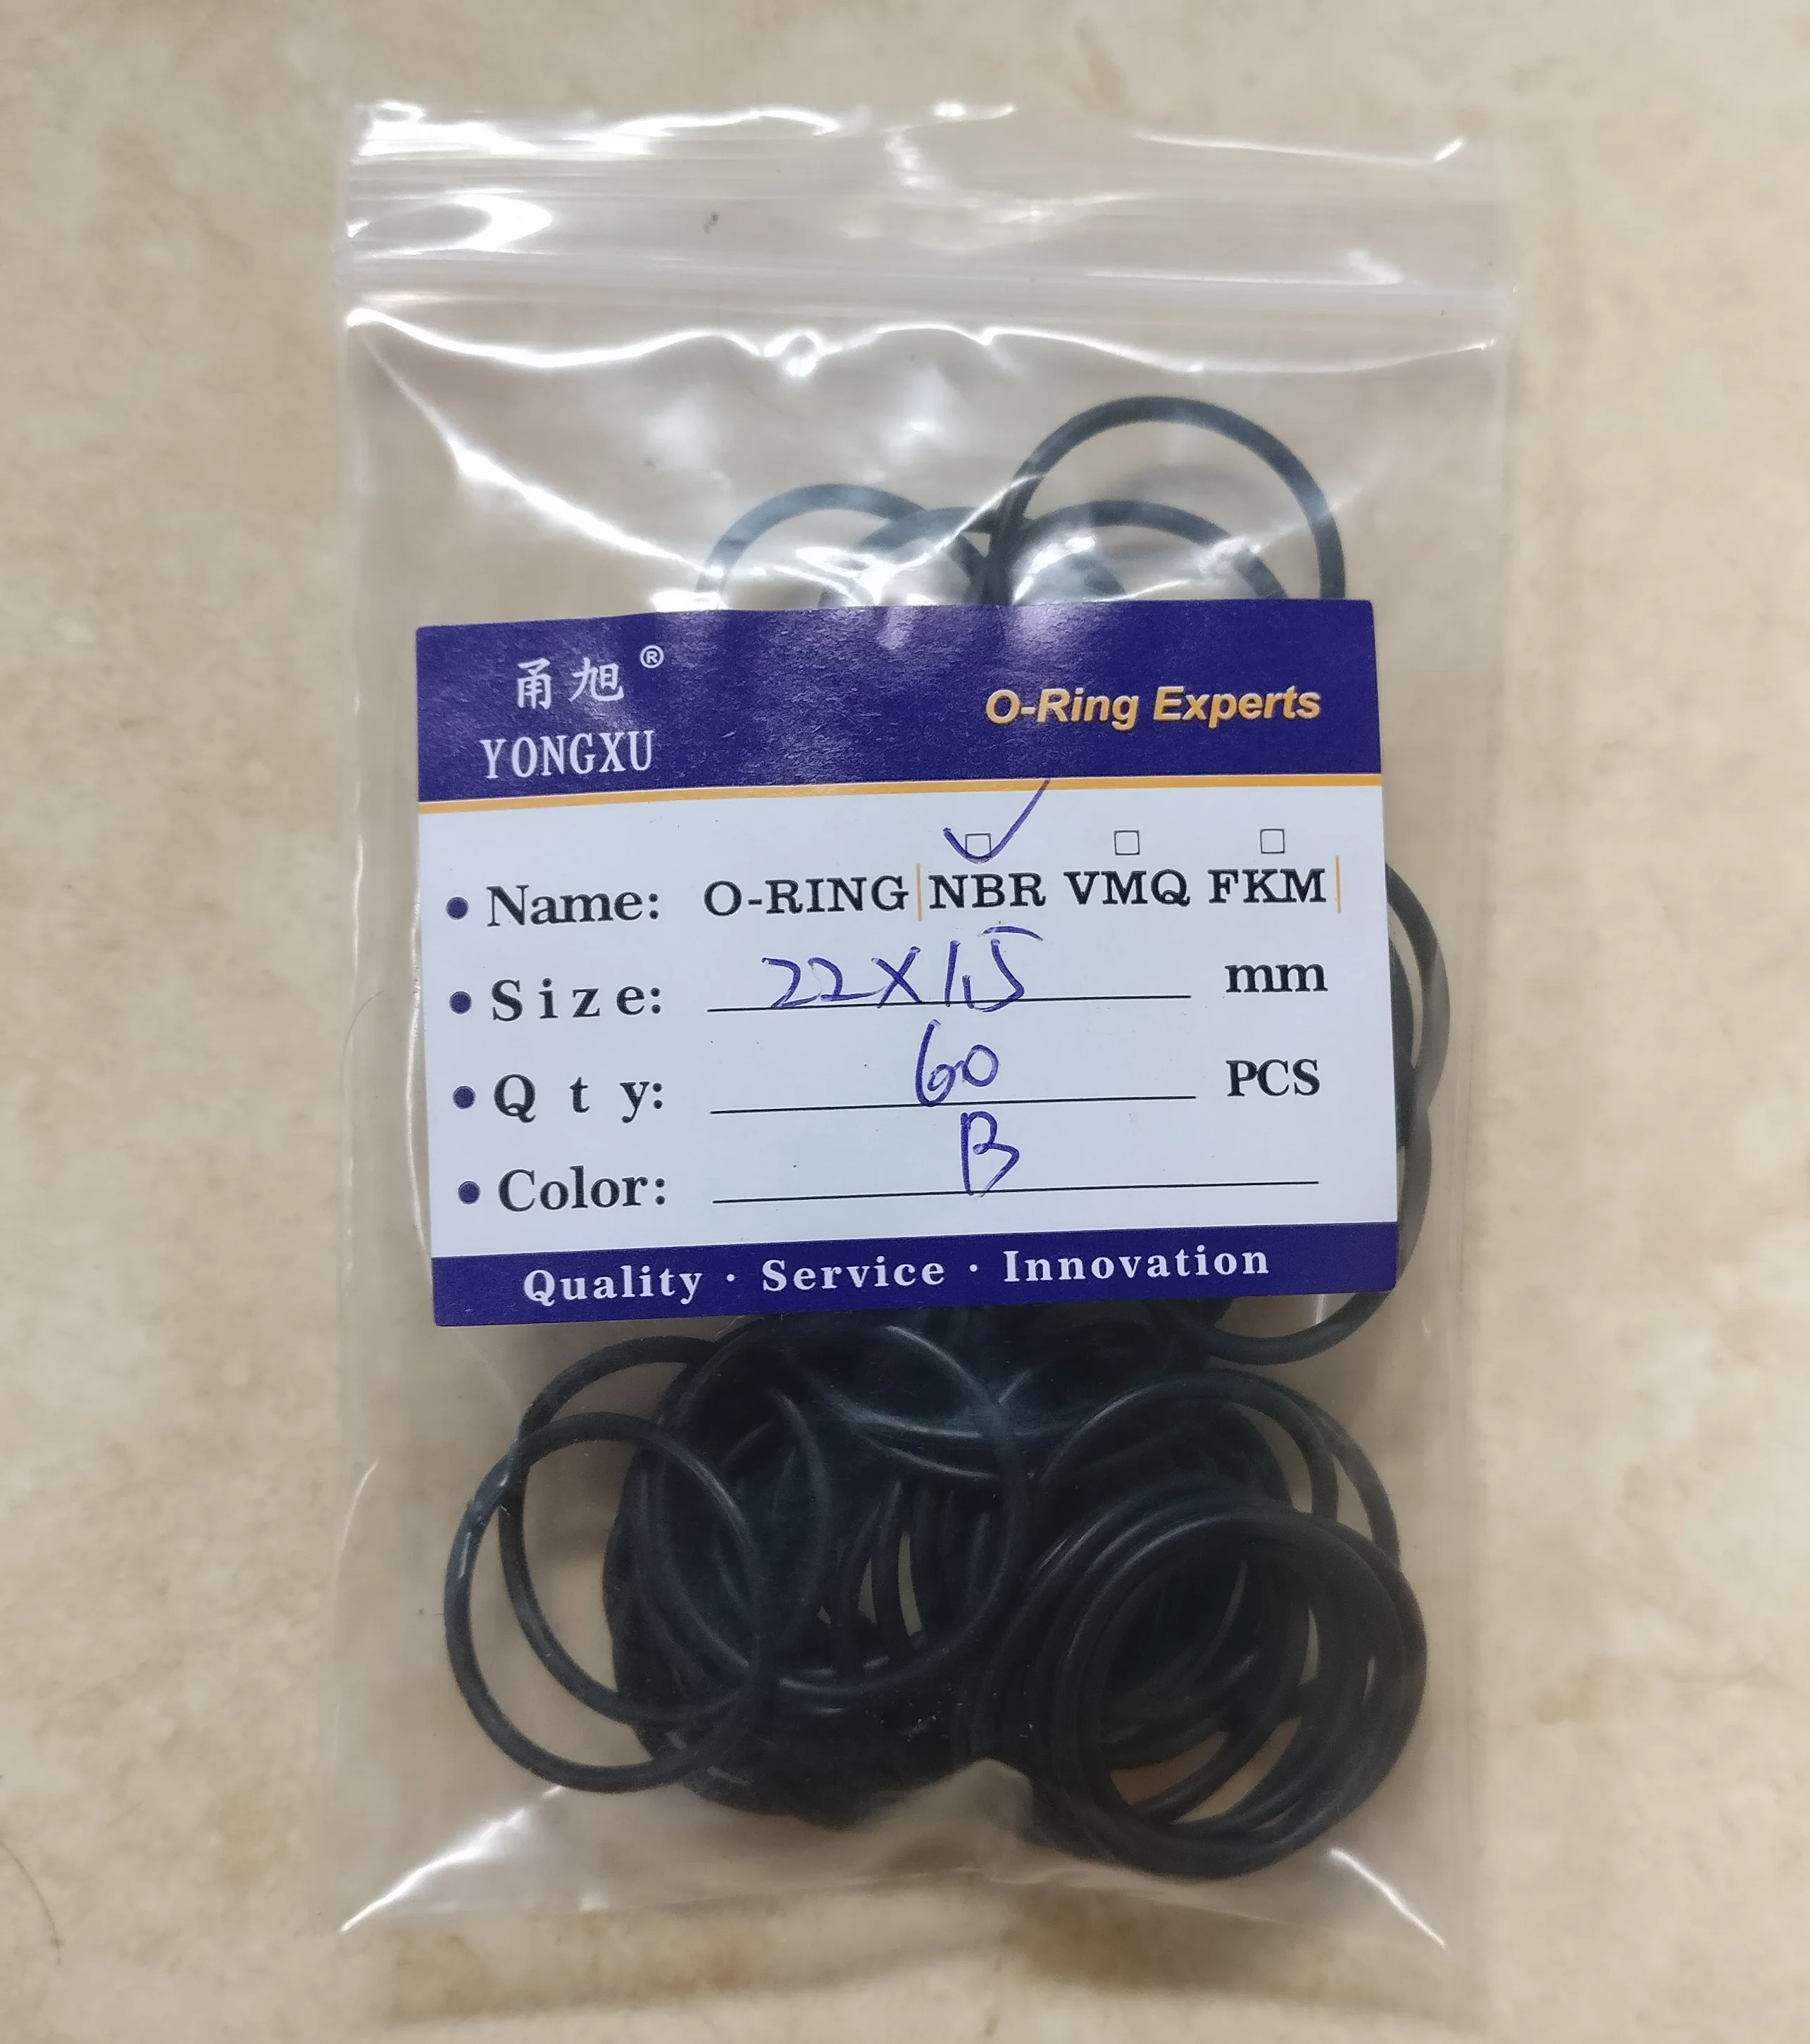 甬旭®
YONGXU
O-Ring Experts
☑ □ □
• Name: O-RING|NBR VMQ FKM|
• Size: 22X1.5 mm
• Qty: 60 PCS
• Color: B
Quality · Service · Innovation